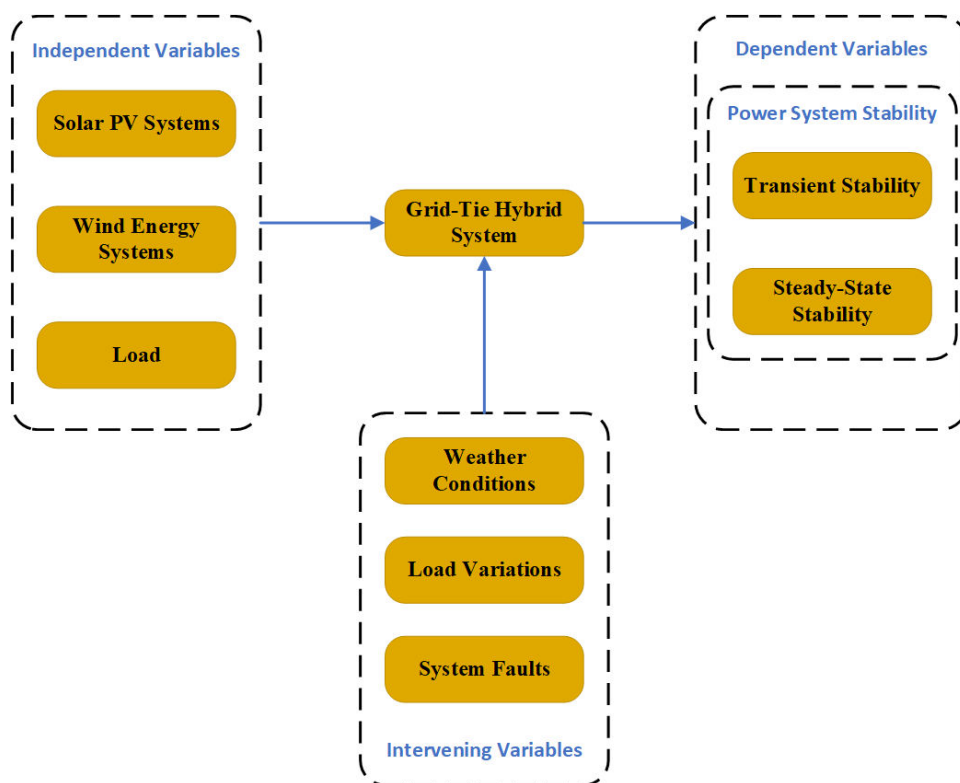 Independent Variables
Solar PV Systems
Wind Energy
Systems
Load
Grid-Tie Hybrid
System
Dependent Variables
Power System Stability
Transient Stability
Steady-State
Stability
Weather
Conditions
Load Variations
System Faults
Intervening Variables